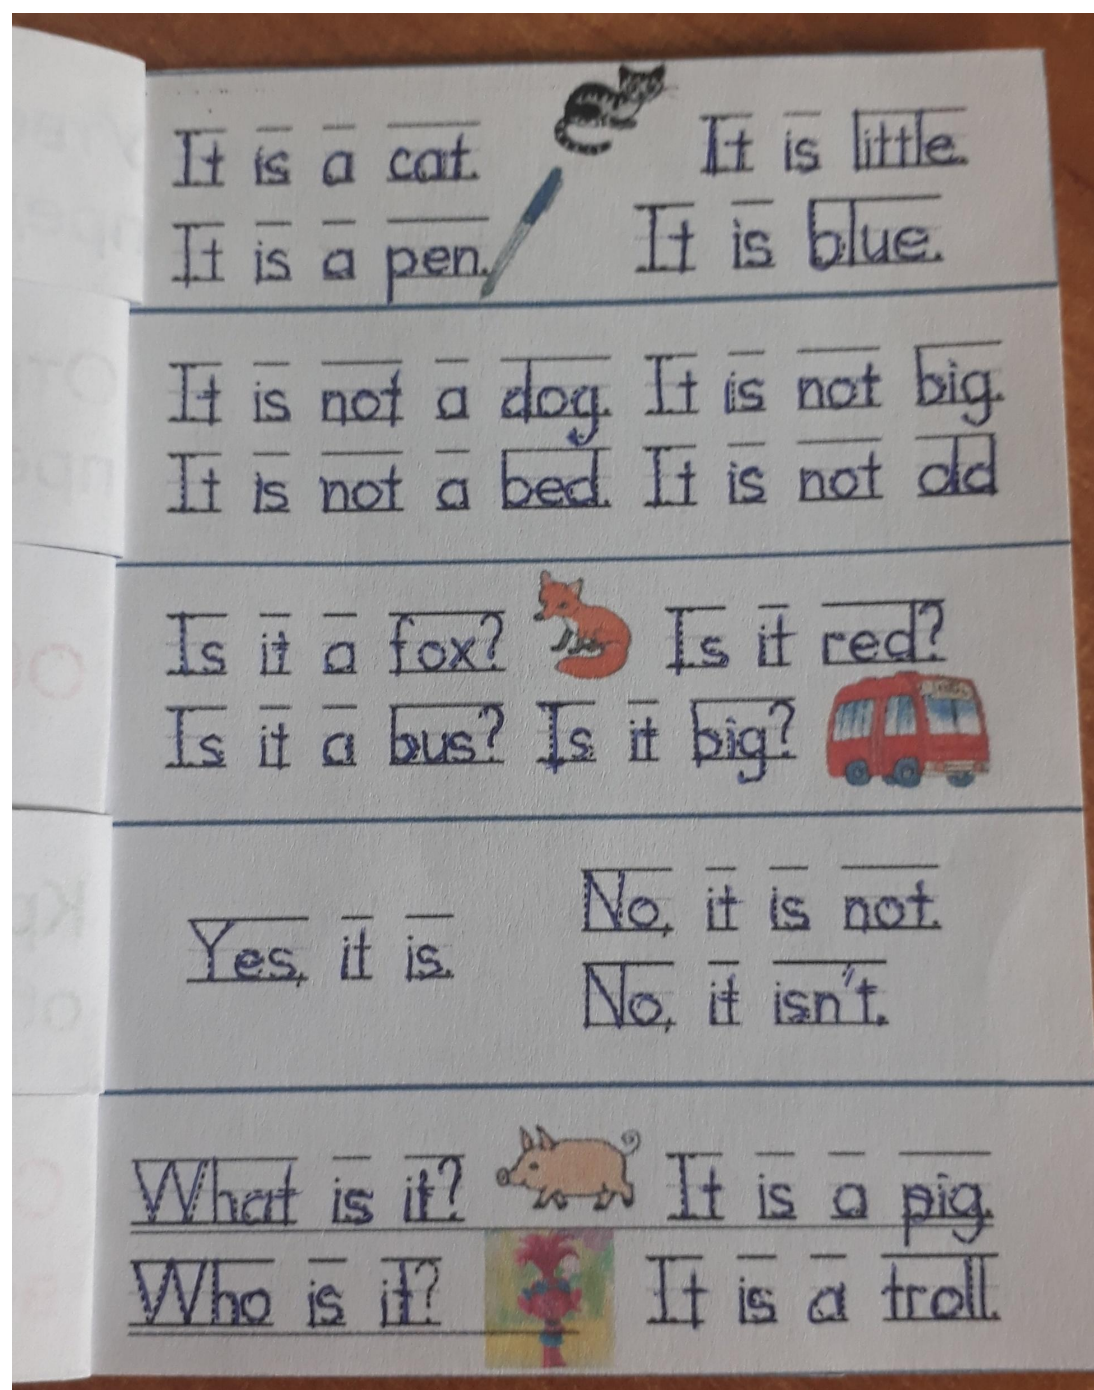 It is a cat. It is little.
It is a pen. It is blue.
It is not a dog. It is not big.
It is not a bed. It is not old
Is it a fox? Is it red?
Is it a bus? Is it big?
Yes, it is.
No, it is not.
No, it isn't.
What is it? It is a pig.
Who is it? It is a troll.